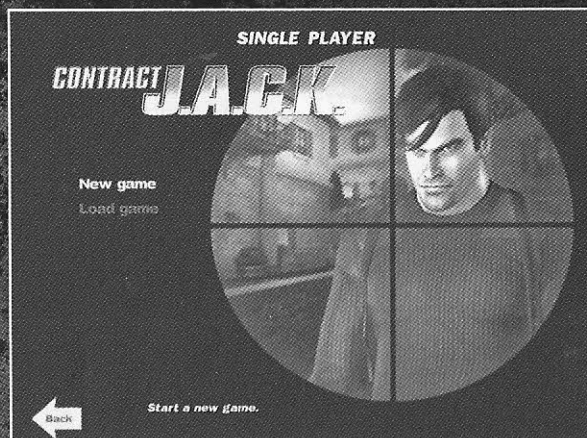 SINGLE PLAYER
CONTRACT J.A.C.K.
New game
Load game
Start a new game.
Back